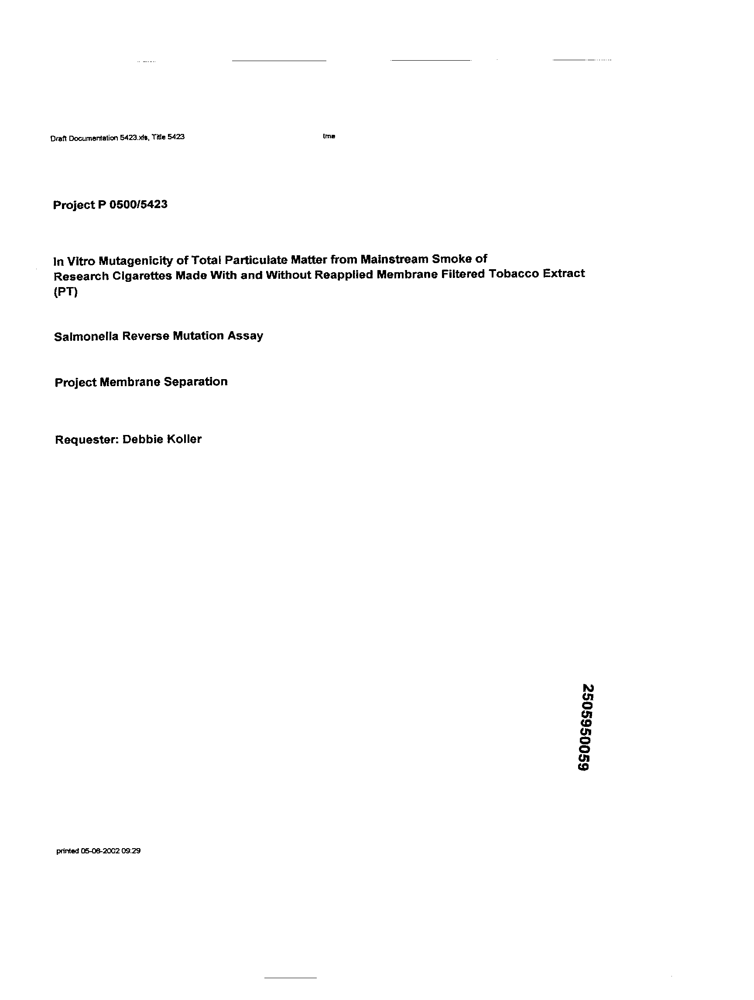 Draft Documentation 5423.xls, Title 5423
tme
Project P 0500/5423
In Vitro Mutagenicity of Total Particulate Matter from Mainstream Smoke of
Research Cigarettes Made With and Without Reapplied Membrane Filtered Tobacco Extract
(PT)
Salmonella Reverse Mutation Assay
Project Membrane Separation
Requester: Debbie Koller
2505950059
printed 05-08-2002 09:29